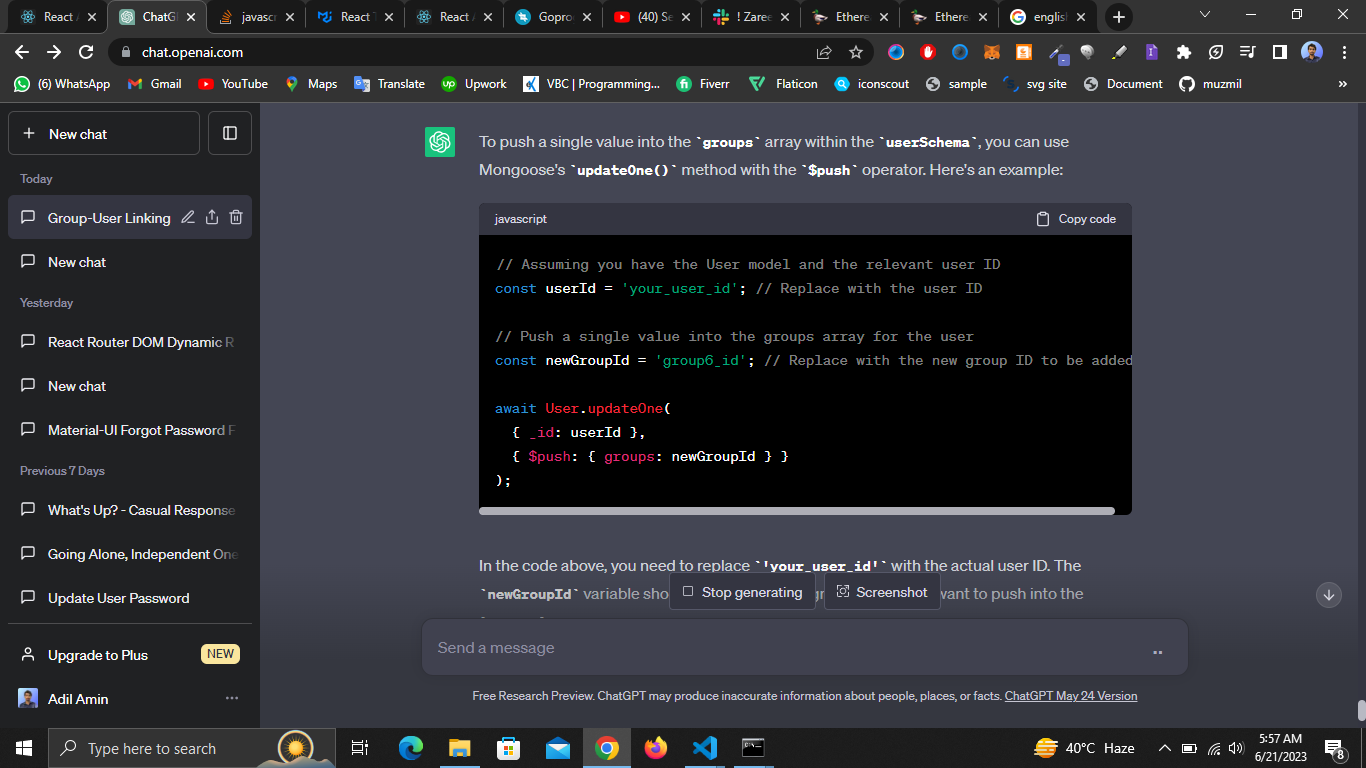 React A
ChatG
javascr
React T
React A
Gopro
(40) Se
! Zaree
Ethere
Ethere
english
chat.openai.com
(6) WhatsApp
Gmail
YouTube
Maps
Translate
Upwork
VBC | Programming...
Fiverr
Flaticon
iconscout
sample
svg site
Document
muzmil
»
+ New chat
Today
Group-User Linking
New chat
Yesterday
React Router DOM Dynamic R
New chat
Material-UI Forgot Password F
Previous 7 Days
What's Up? - Casual Response
Going Alone, Independent One
Update User Password
Upgrade to Plus
NEW
Adil Amin
To push a single value into the `groups` array within the `userSchema`, you can use
Mongoose's `updateOne()` method with the `$push` operator. Here's an example:
javascript
Copy code
// Assuming you have the User model and the relevant user ID
const userId = 'your_user_id'; // Replace with the user ID
// Push a single value into the groups array for the user
const newGroupId = 'group6_id'; // Replace with the new group ID to be added
await User.updateOne(
{ _id: userId },
{ $push: { groups: newGroupId } }
);
In the code above, you need to replace `'your_user_id'` with the actual user ID. The
`newGroupId` variable sho
want to push into the
Stop generating
Screenshot
Send a message
Free Research Preview. ChatGPT may produce inaccurate information about people, places, or facts. ChatGPT May 24 Version
Type here to search
40°C Haze
5:57 AM
6/21/2023
8